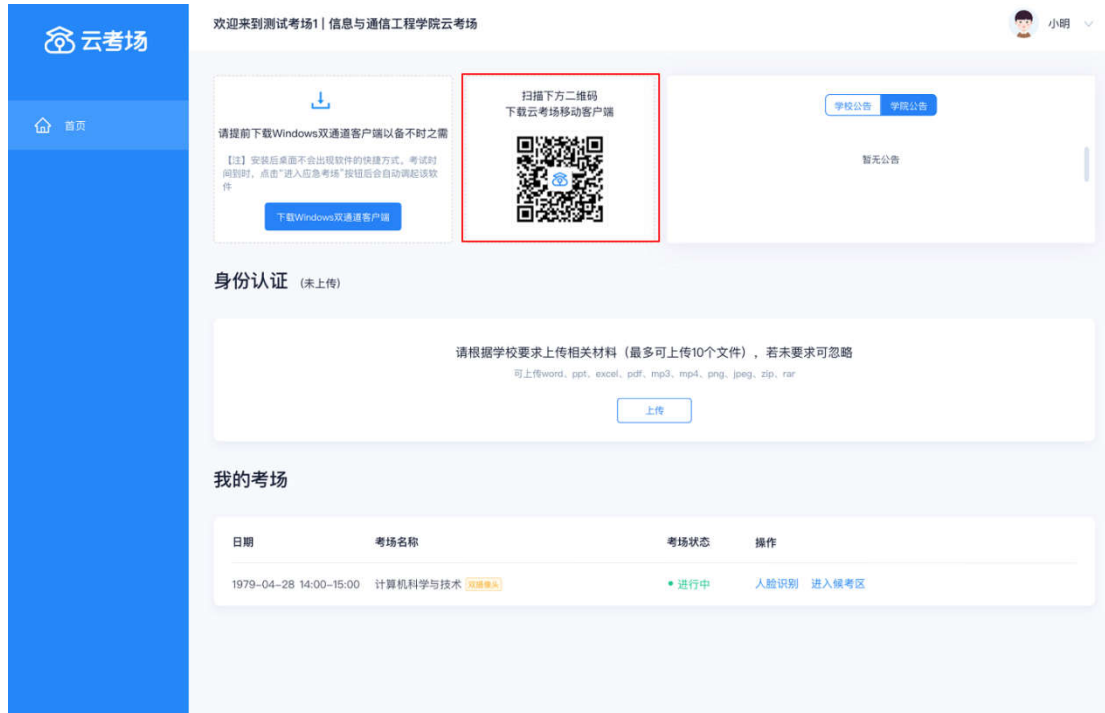 云考场
欢迎来到测试考场1 | 信息与通信工程学院云考场
小明
首页
请提前下载Windows双通道客户端以备不时之需
【注】安装后桌面不会出现软件的快捷方式，考试时
间到时，点击“进入应急考场”按钮后会自动调起该软
件
下载Windows双通道客户端
扫描下方二维码
下载云考场移动客户端
学校公告 学院公告
暂无公告
身份认证 (未上传)
请根据学校要求上传相关材料（最多可上传10个文件），若未要求可忽略
可上传word、ppt、excel、pdf、mp3、mp4、png、jpeg、zip、rar
上传
我的考场
日期 考场名称 考场状态 操作
1979-04-28 14:00-15:00 计算机科学与技术 双摄像头 进行中 人脸识别 进入候考区